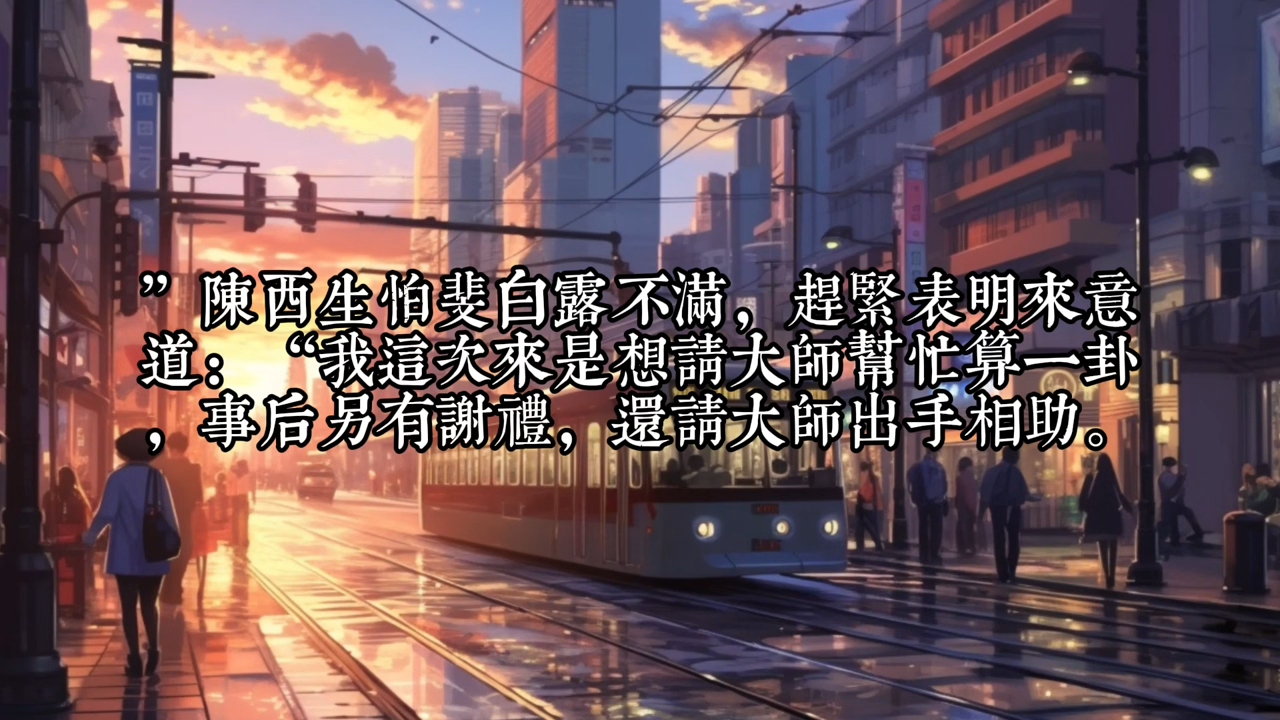 ”陳西生怕斐白露不滿，趕緊表明來意
道：“我這次來是想請大師幫忙算一卦
，事后另有謝禮，還請大師出手相助。